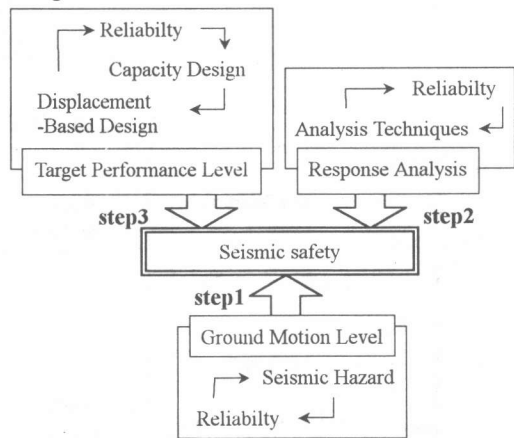 Reliabilty
Capacity Design
Displacement
-Based Design
Target Performance Level
Reliabilty
Analysis Techniques
Response Analysis
step3
step2
Seismic safety
step1
Ground Motion Level
Seismic Hazard
Reliabilty